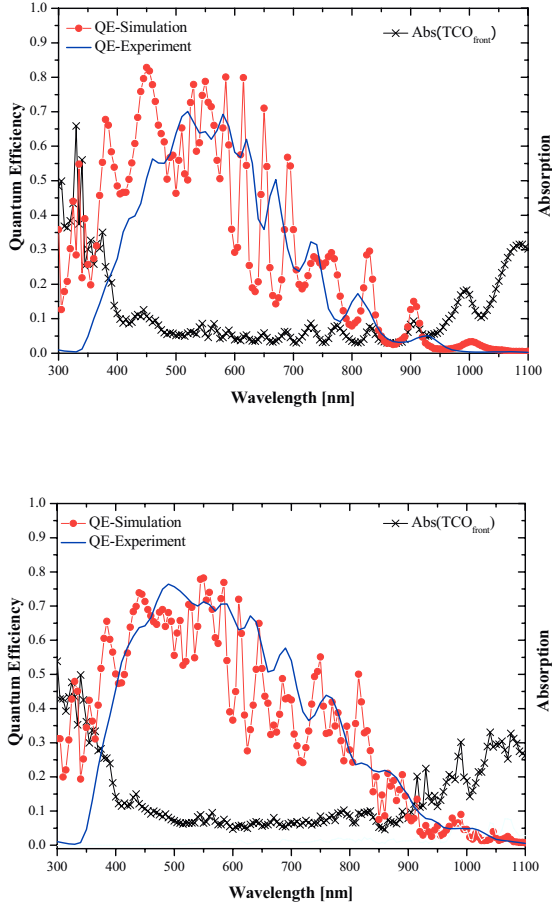 1.0
0.9
0.8
0.7
0.6
0.5
0.4
0.3
0.2
0.1
0.0
Quantum Efficiency
QE-Simulation
QE-Experiment
Abs(TCOfront)
Absorption
300 400 500 600 700 800 900 1000 1100
Wavelength [nm]
1.0
0.9
0.8
0.7
0.6
0.5
0.4
0.3
0.2
0.1
0.0
Quantum Efficiency
QE-Simulation
QE-Experiment
Abs(TCOfront)
Absorption
300 400 500 600 700 800 900 1000 1100
Wavelength [nm]